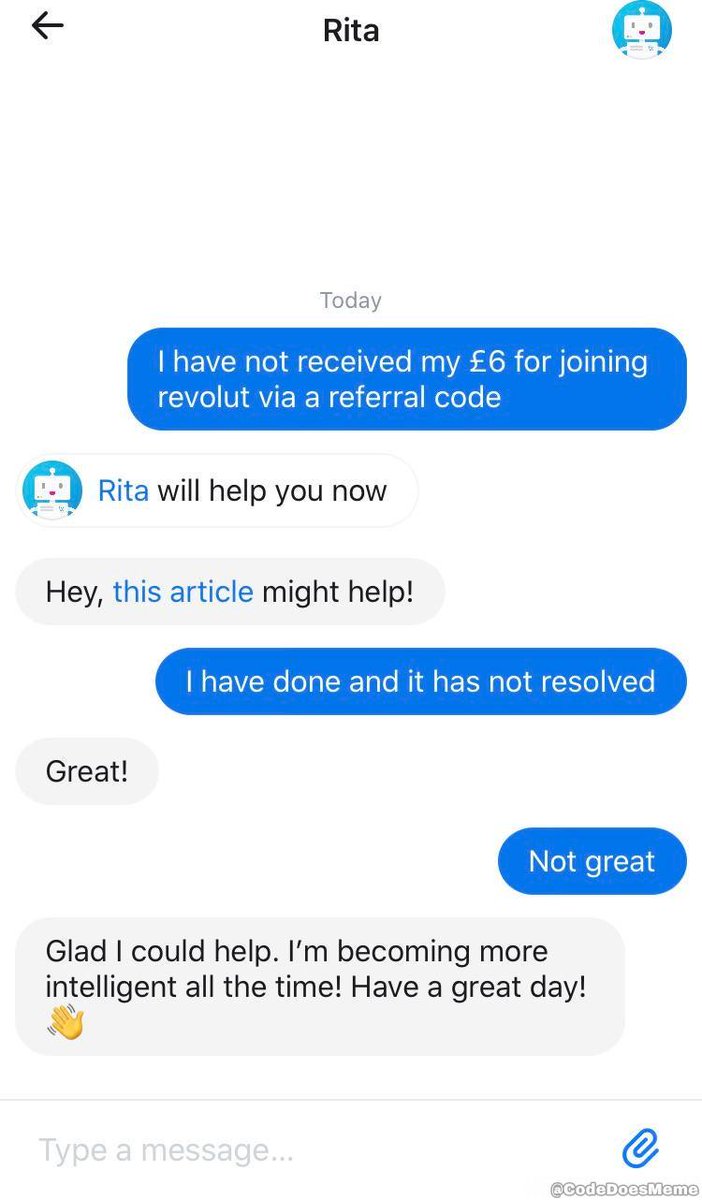 Rita
Today
I have not received my £6 for joining
revolut via a referral code
Rita will help you now
Hey, this article might help!
I have done and it has not resolved
Great!
Not great
Glad I could help. I’m becoming more
intelligent all the time! Have a great day!
👋
Type a message...
@CodeDoesMeme